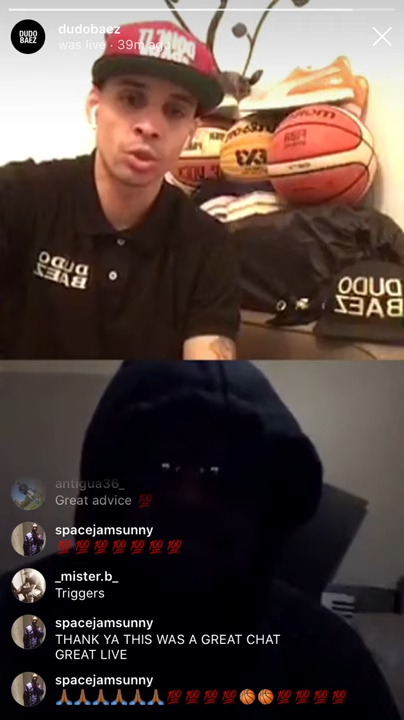 DUDO
BAEZ
dudobaez
was live · 39m ago
DUDO
BAEZ
DUDO
BAEZ
antigua36_
Great advice 💯
spacejamsunny
💯💯💯💯💯💯💯
_mister.b_
Triggers
spacejamsunny
THANK YA THIS WAS A GREAT CHAT
GREAT LIVE
spacejamsunny
🙏🏾🙏🏾🙏🏾🙏🏾🙏🏾🙏🏾💯💯💯💯🏀🏀💯💯💯💯